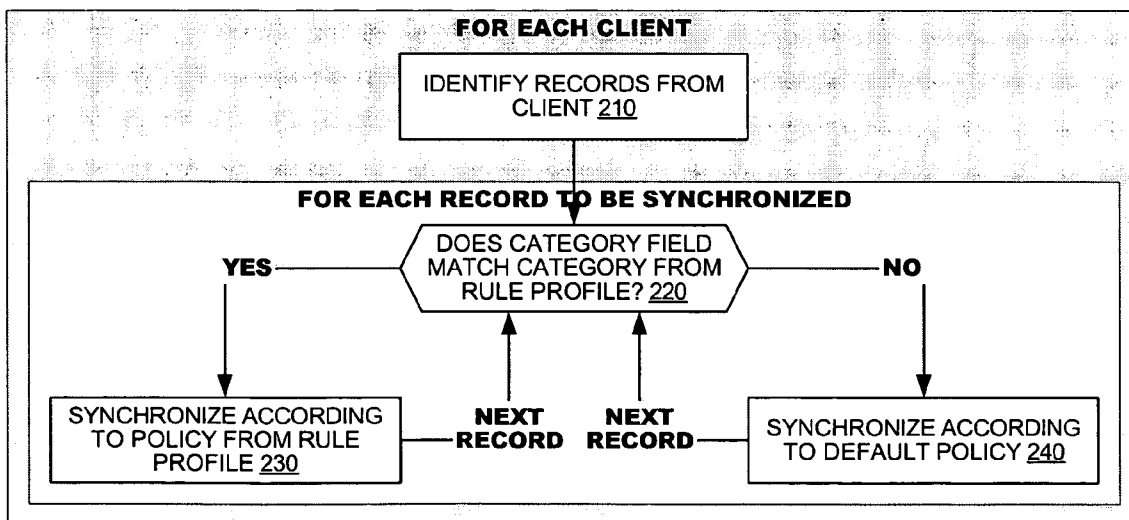 FOR EACH CLIENT
IDENTIFY RECORDS FROM
CLIENT 210
FOR EACH RECORD TO BE SYNCHRONIZED
DOES CATEGORY FIELD
MATCH CATEGORY FROM
RULE PROFILE? 220
YES
NO
SYNCHRONIZE ACCORDING
TO POLICY FROM RULE
PROFILE 230
NEXT
RECORD
NEXT
RECORD
SYNCHRONIZE ACCORDING
TO DEFAULT POLICY 240